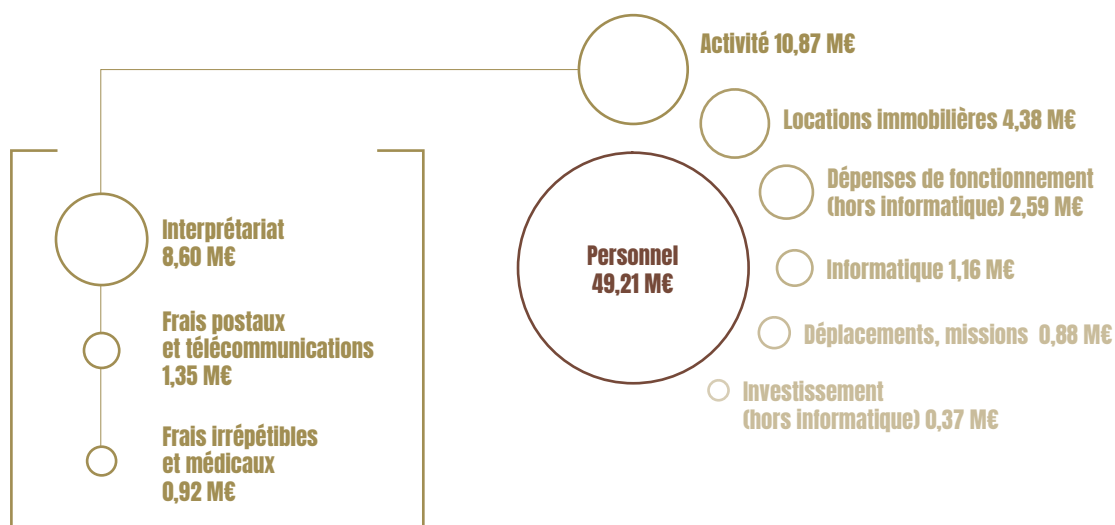 Activité 10,87 M€
Locations immobilières 4,38 M€
Dépenses de fonctionnement
(hors informatique) 2,59 M€
Personnel
49,21 M€
Informatique 1,16 M€
Déplacements, missions 0,88 M€
Investissement
(hors informatique) 0,37 M€
Interprétariat
8,60 M€
Frais postaux
et télécommunications
1,35 M€
Frais irrépétibles
et médicaux
0,92 M€